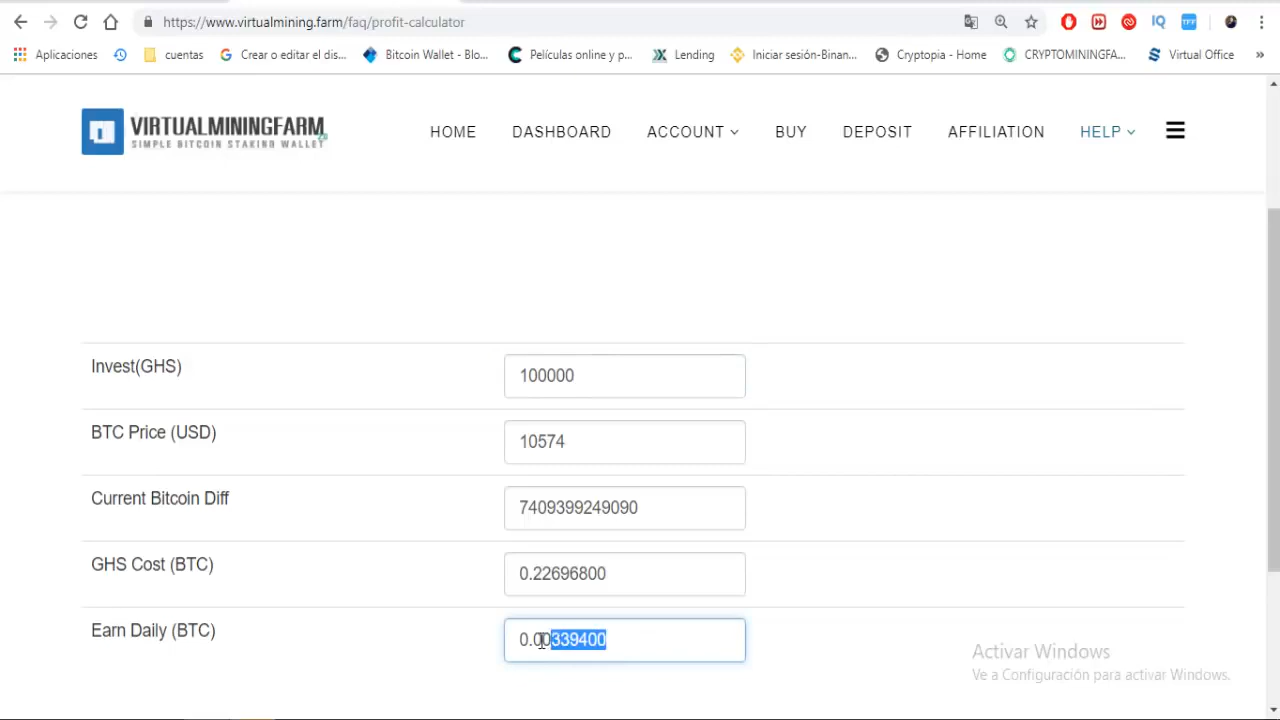 https://www.virtualmining.farm/faq/profit-calculator
Aplicaciones cuentas Crear o editar el dis... Bitcoin Wallet - Blo... Películas online y p... Lending Iniciar sesión-Binan... Cryptopia - Home CRYPTOMININGFA... Virtual Office »
VIRTUALMININGFARM
SIMPLE BITCOIN STAKING WALLET
HOME DASHBOARD ACCOUNT BUY DEPOSIT AFFILIATION HELP
Invest(GHS) 100000
BTC Price (USD) 10574
Current Bitcoin Diff 7409399249090
GHS Cost (BTC) 0.22696800
Earn Daily (BTC) 0.00339400
Activar Windows
Ve a Configuración para activar Windows.